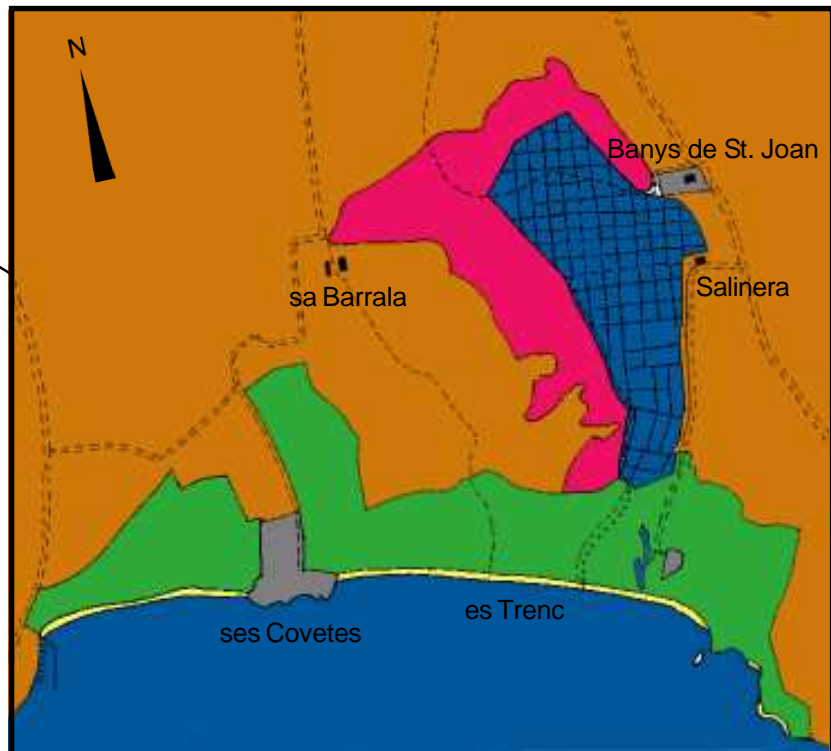 N
Banys de St. Joan
Salinera
sa Barrala
es Trenc
ses Covetes